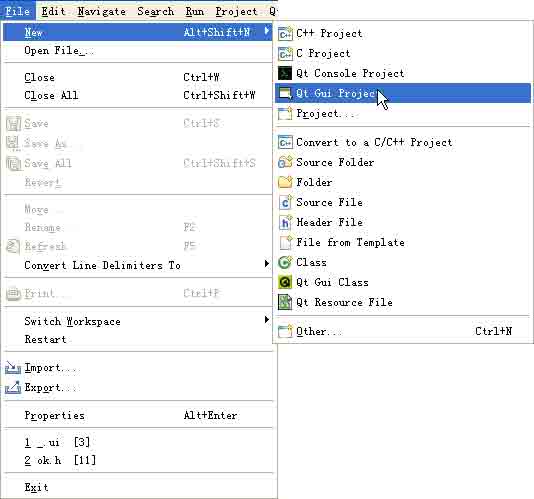 File Edit Navigate Search Run Project
New Alt+Shift+N
Open File...
Close Ctrl+W
Close All Ctrl+Shift+W
Save Ctrl+S
Save As...
Save All Ctrl+Shift+S
Revert
Move...
Rename... F2
Refresh F5
Convert Line Delimiters To
Print... Ctrl+P
Switch Workspace
Restart
Import...
Export...
Properties Alt+Enter
1 _.ui [3]
2 ok.h [11]
Exit
C++ Project
C Project
Qt Console Project
Qt Gui Project
Project...
Convert to a C/C++ Project
Source Folder
Folder
Source File
Header File
File from Template
Class
Qt Gui Class
Qt Resource File
Other... Ctrl+N